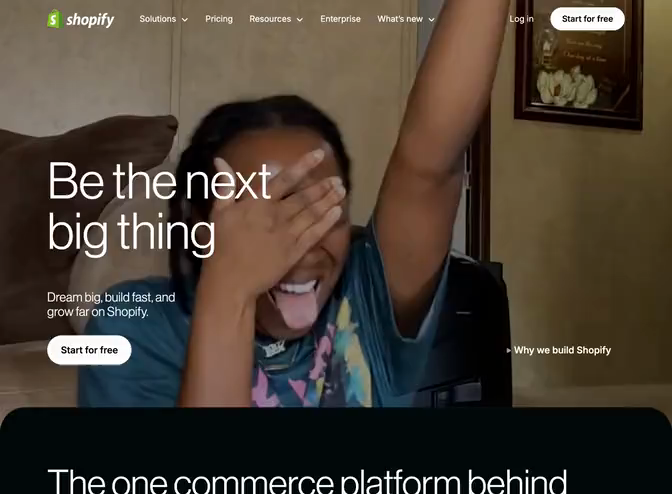 shopify
Solutions
Pricing
Resources
Enterprise
What's new
Log in
Start for free
Be the next
big thing
Dream big, build fast, and
grow far on Shopify.
Start for free
Why we build Shopify
The one commerce platform behind